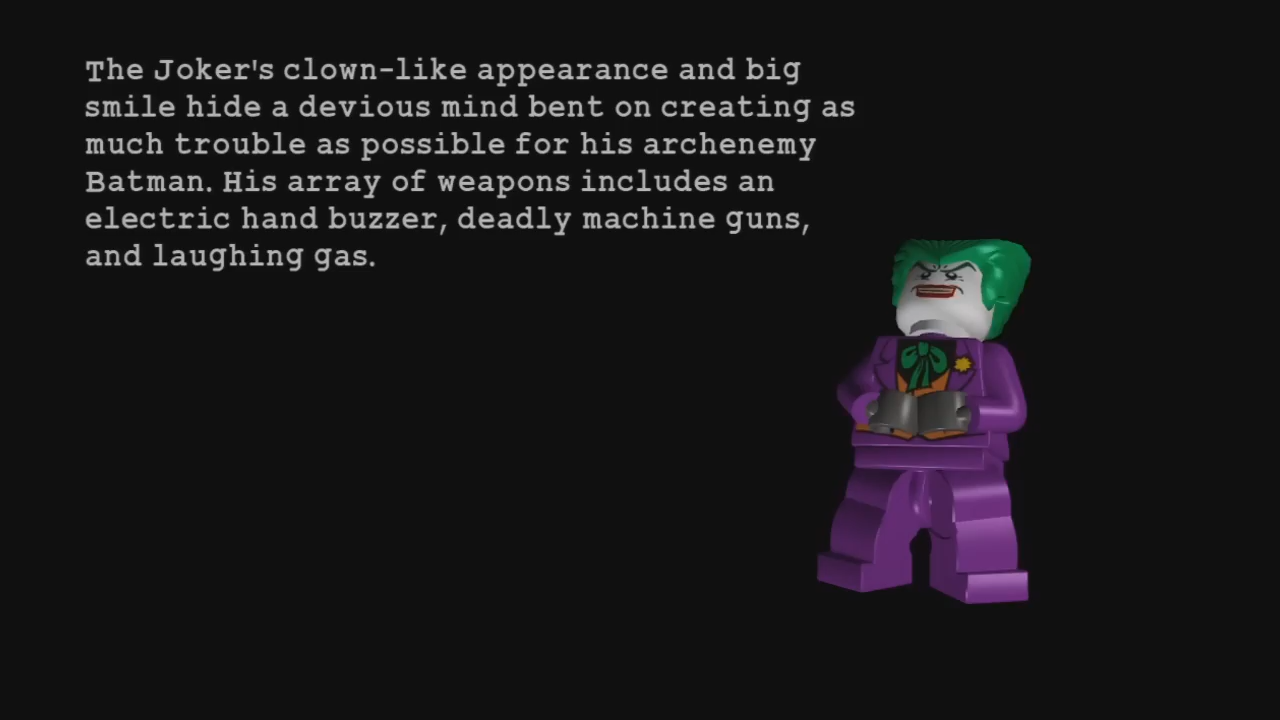 The Joker's clown-like appearance and big
smile hide a devious mind bent on creating as
much trouble as possible for his archenemy
Batman. His array of weapons includes an
electric hand buzzer, deadly machine guns,
and laughing gas.